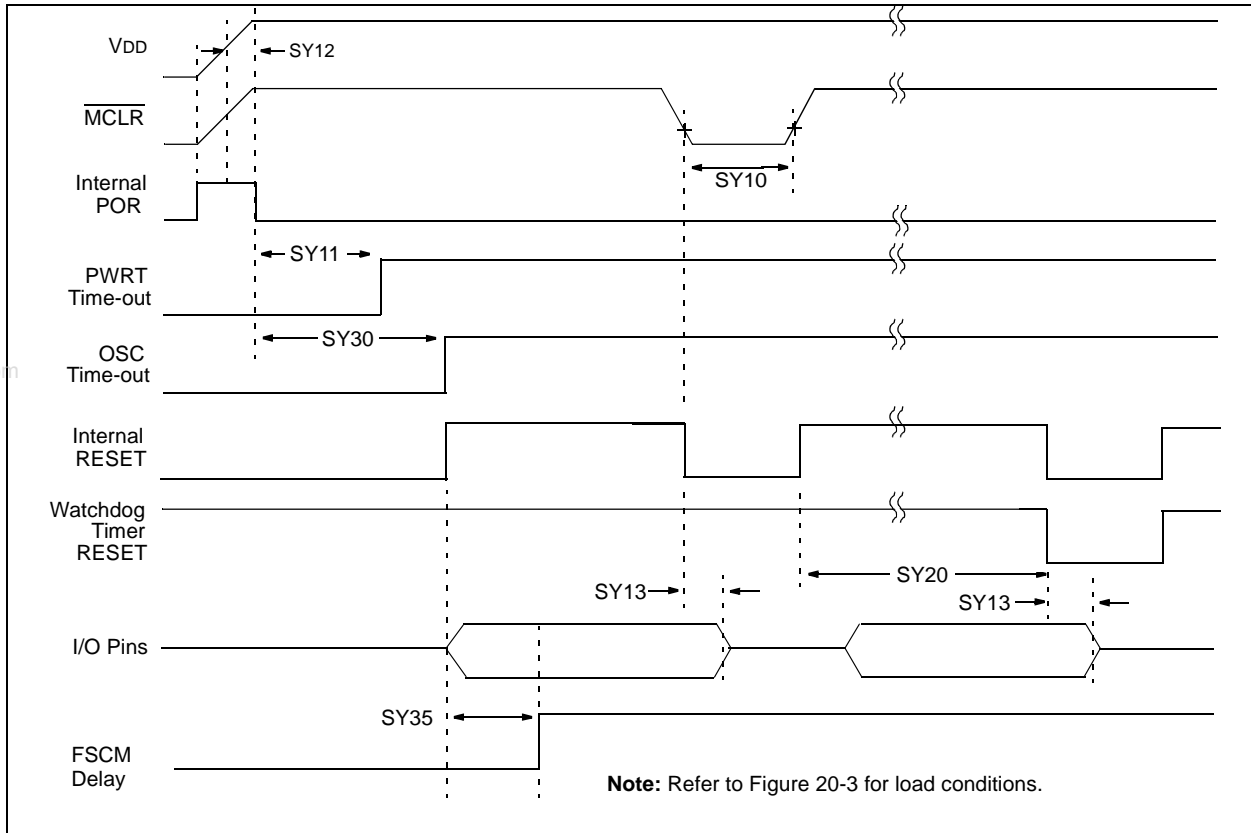 VDD
SY12
MCLR
SY10
Internal
POR
SY11
PWRT
Time-out
SY30
OSC
Time-out
m
Internal
RESET
Watchdog
Timer
RESET
SY20
SY13
SY13
I/O Pins
SY35
FSCM
Delay
Note: Refer to Figure 20-3 for load conditions.